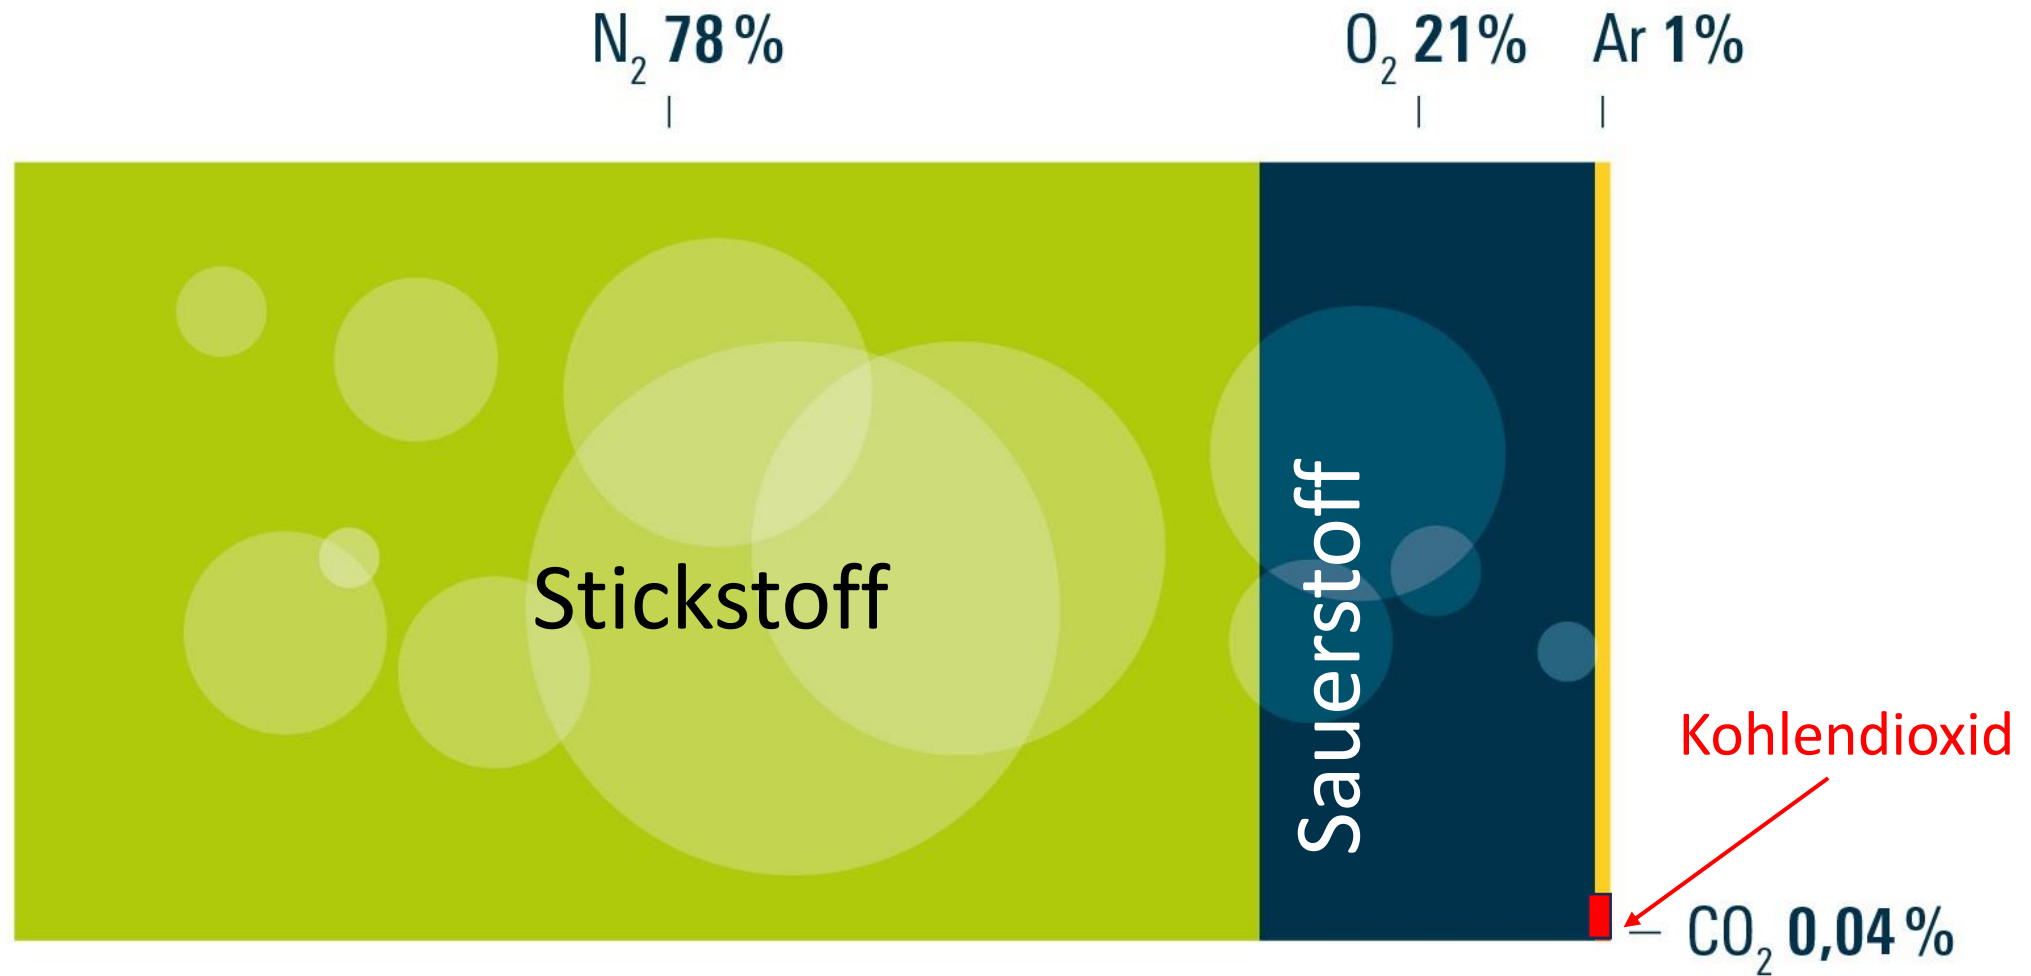 N₂ 78 %
O₂ 21%
Ar 1%
Stickstoff
Sauerstoff
Kohlendioxid
CO₂ 0,04 %